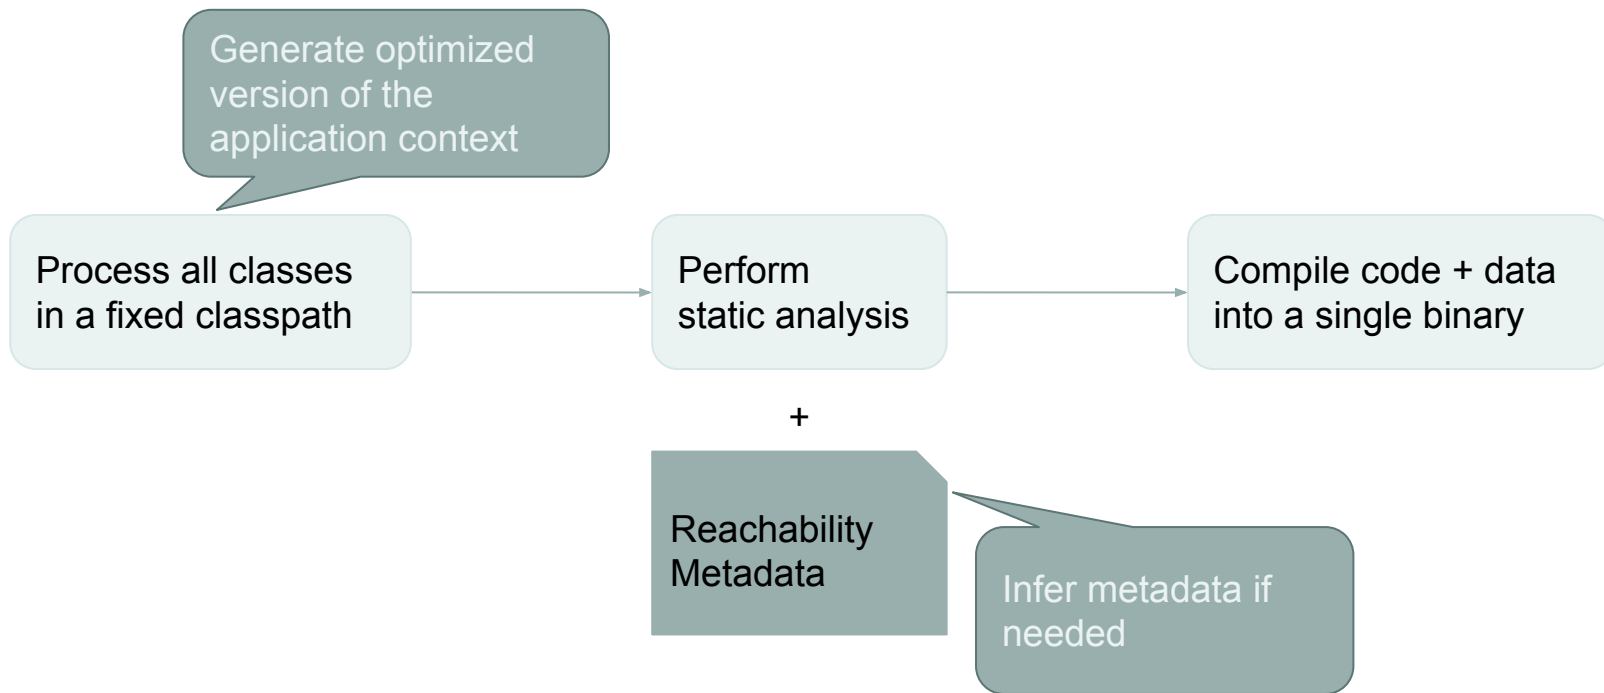 Generate optimized
version of the
application context
Process all classes
in a fixed classpath
Perform
static analysis
Compile code + data
into a single binary
+
Reachability
Metadata
Infer metadata if
needed